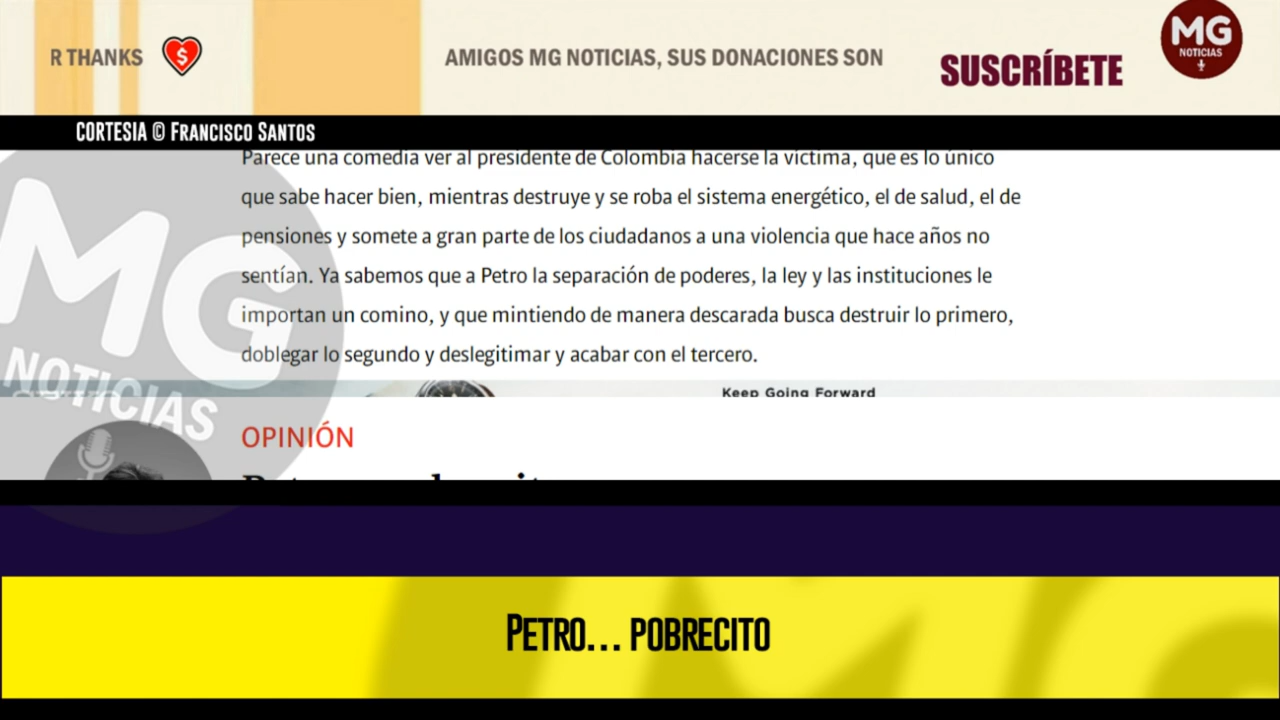 R THANKS
AMIGOS MG NOTICIAS, SUS DONACIONES SON
SUSCRÍBETE
MG
NOTICIAS
CORTESIA © FRANCISCO SANTOS
Parece una comedia ver al presidente de Colombia hacerse la víctima, que es lo único
que sabe hacer bien, mientras destruye y se roba el sistema energético, el de salud, el de
pensiones y somete a gran parte de los ciudadanos a una violencia que hace años no
sentían. Ya sabemos que a Petro la separación de poderes, la ley y las instituciones le
importan un comino, y que mintiendo de manera descarada busca destruir lo primero,
doblegar lo segundo y deslegitimar y acabar con el tercero.
MG
NOTICIAS
Keep Going Forward
OPINIÓN
PETRO... POBRECITO